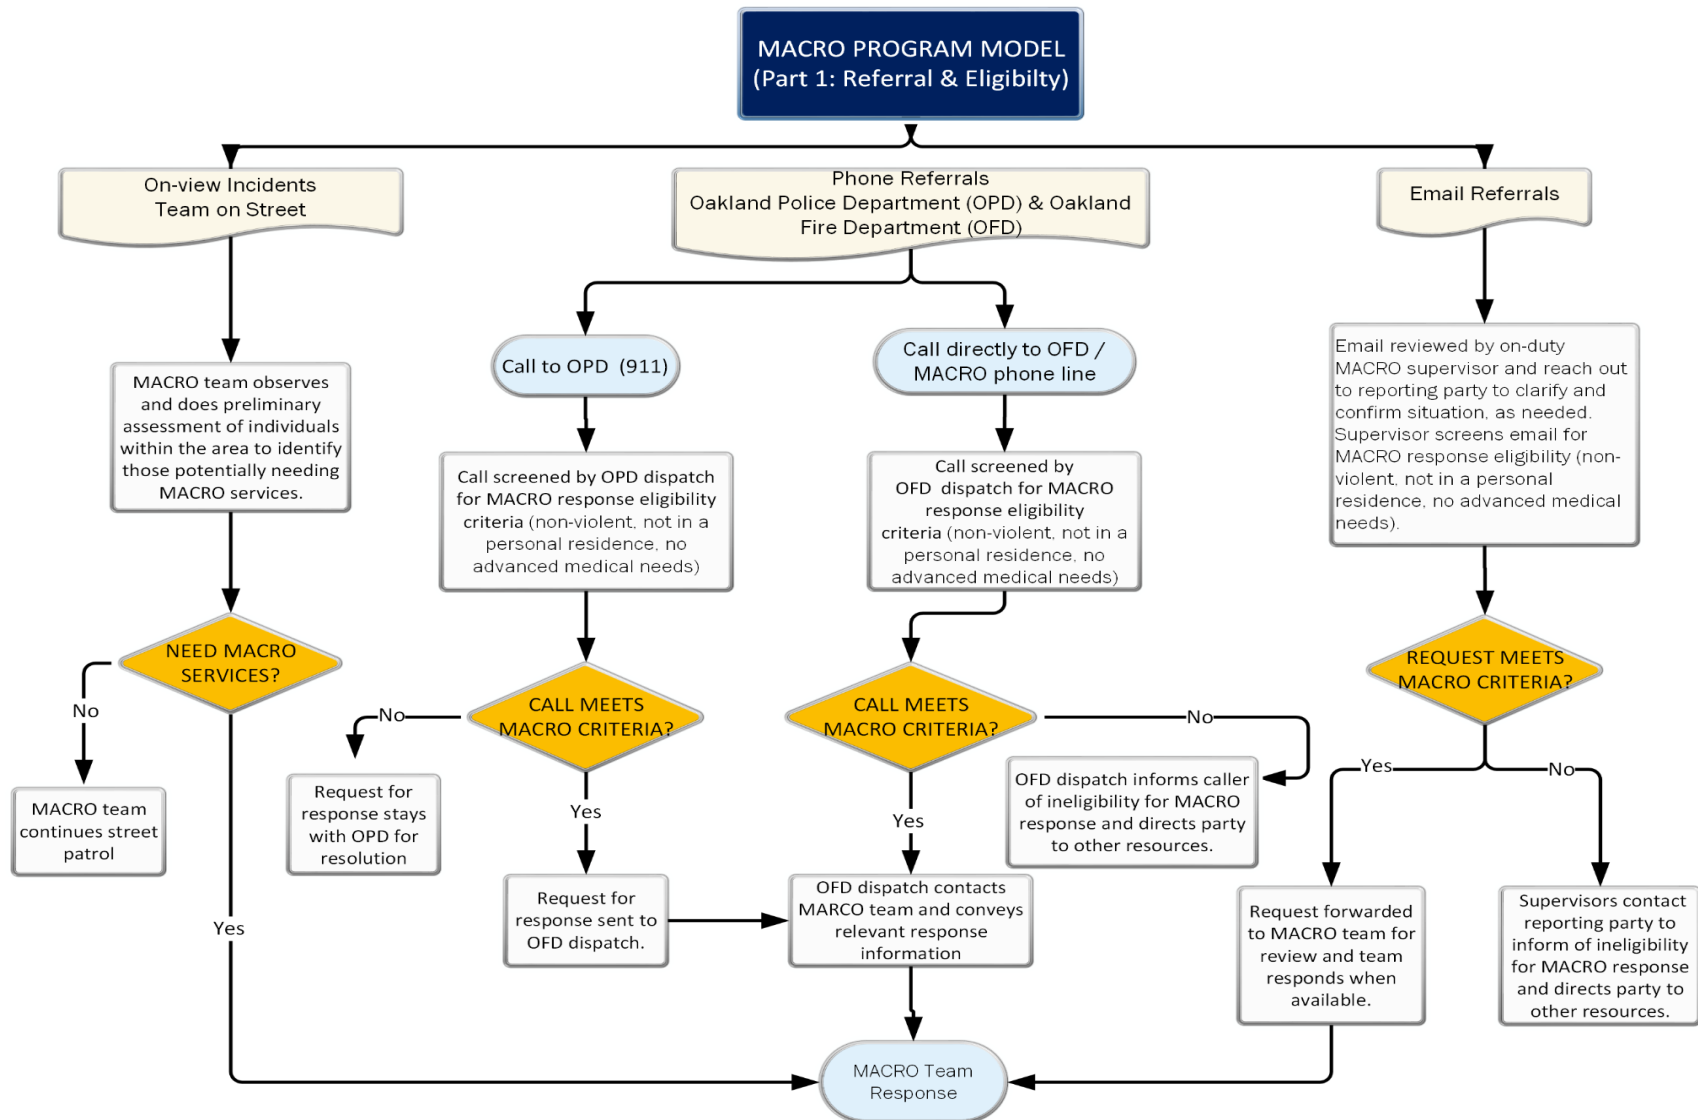 MACRO PROGRAM MODEL
(Part 1: Referral & Eligibilty)
On-view Incidents
Team on Street
Phone Referrals
Oakland Police Department (OPD) & Oakland
Fire Department (OFD)
Email Referrals
Call to OPD (911)
Call directly to OFD /
MACRO phone line
MACRO team observes
and does preliminary
assessment of individuals
within the area to identify
those potentially needing
MACRO services.
Call screened by OPD dispatch
for MACRO response eligibility
criteria (non-violent, not in a
personal residence, no
advanced medical needs)
Call screened by
OFD dispatch for MACRO
response eligibility
criteria (non-violent, not in a
personal residence, no
advanced medical needs)
Email reviewed by on-duty
MACRO supervisor and reach out
to reporting party to clarify and
confirm situation, as needed.
Supervisor screens email for
MACRO response eligibility (non-
violent, not in a personal
residence, no advanced medical
needs).
NEED MACRO
SERVICES?
No
Yes
MACRO team
continues street
patrol
CALL MEETS
MACRO CRITERIA?
No
Yes
Request for
response stays
with OPD for
resolution
Request for
response sent to
OFD dispatch.
CALL MEETS
MACRO CRITERIA?
No
Yes
OFD dispatch informs caller
of ineligibility for MACRO
response and directs party
to other resources.
OFD dispatch contacts
MARCO team and conveys
relevant response
information
REQUEST MEETS
MACRO CRITERIA?
Yes
No
Request forwarded
to MACRO team for
review and team
responds when
available.
Supervisors contact
reporting party to
inform of ineligibility
for MACRO response
and directs party to
other resources.
MACRO Team
Response